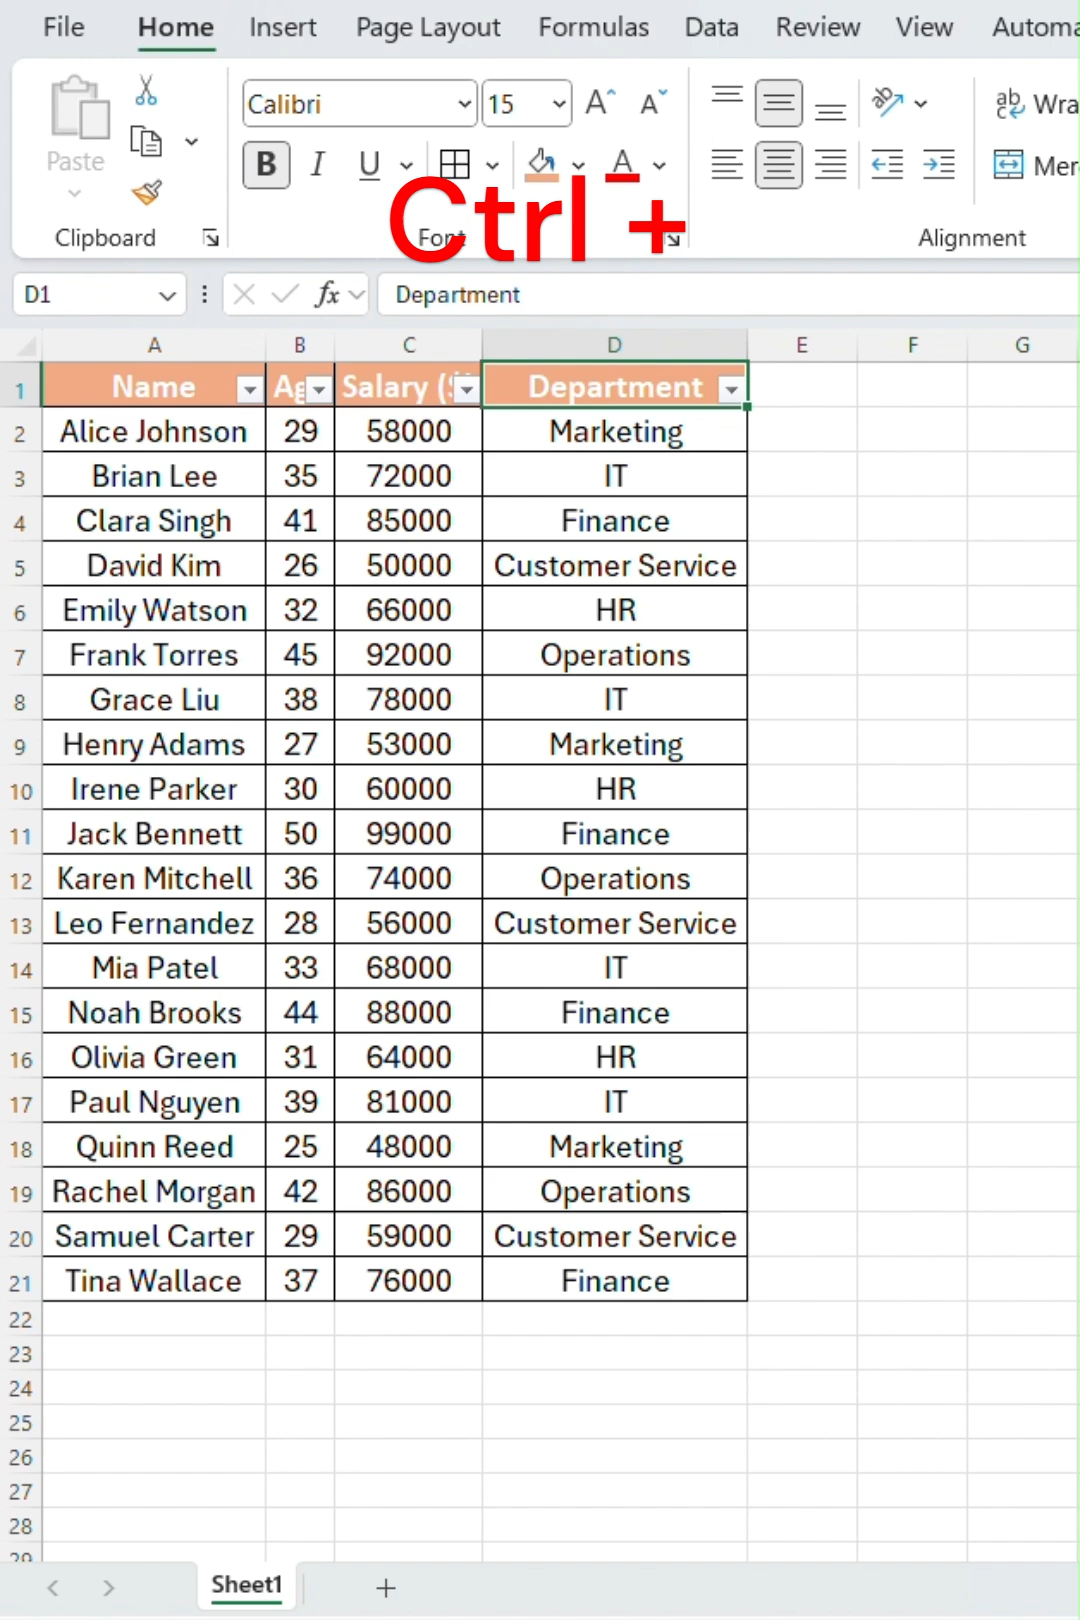 File Home Insert Page Layout Formulas Data Review View Automa
Calibri 15 A A ab Wra
Paste B I U A Mer
Clipboard Font Alignment
Ctrl +
D1 fx Department
A B C D E F G
1 Name Ag Salary ($ Department
2 Alice Johnson 29 58000 Marketing
3 Brian Lee 35 72000 IT
4 Clara Singh 41 85000 Finance
5 David Kim 26 50000 Customer Service
6 Emily Watson 32 66000 HR
7 Frank Torres 45 92000 Operations
8 Grace Liu 38 78000 IT
9 Henry Adams 27 53000 Marketing
10 Irene Parker 30 60000 HR
11 Jack Bennett 50 99000 Finance
12 Karen Mitchell 36 74000 Operations
13 Leo Fernandez 28 56000 Customer Service
14 Mia Patel 33 68000 IT
15 Noah Brooks 44 88000 Finance
16 Olivia Green 31 64000 HR
17 Paul Nguyen 39 81000 IT
18 Quinn Reed 25 48000 Marketing
19 Rachel Morgan 42 86000 Operations
20 Samuel Carter 29 59000 Customer Service
21 Tina Wallace 37 76000 Finance
22
23
24
25
26
27
28
29
Sheet1 +